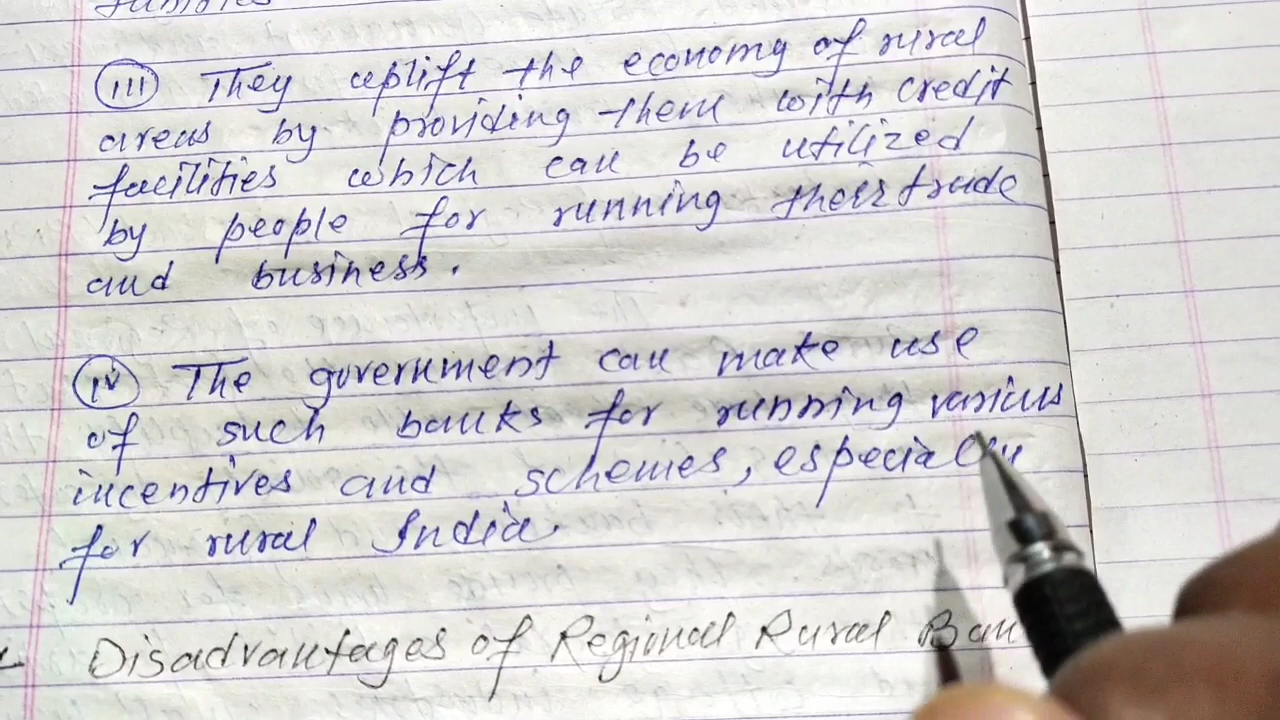 (III) They uplift the economy of rural
areas by providing them with credit
facilities which can be utilized
by people for running their trade
and business.
(IV) The government can make use
of such banks for running various
incentives and schemes, especially
for rural India.
Disadvantages of Regional Rural Ban